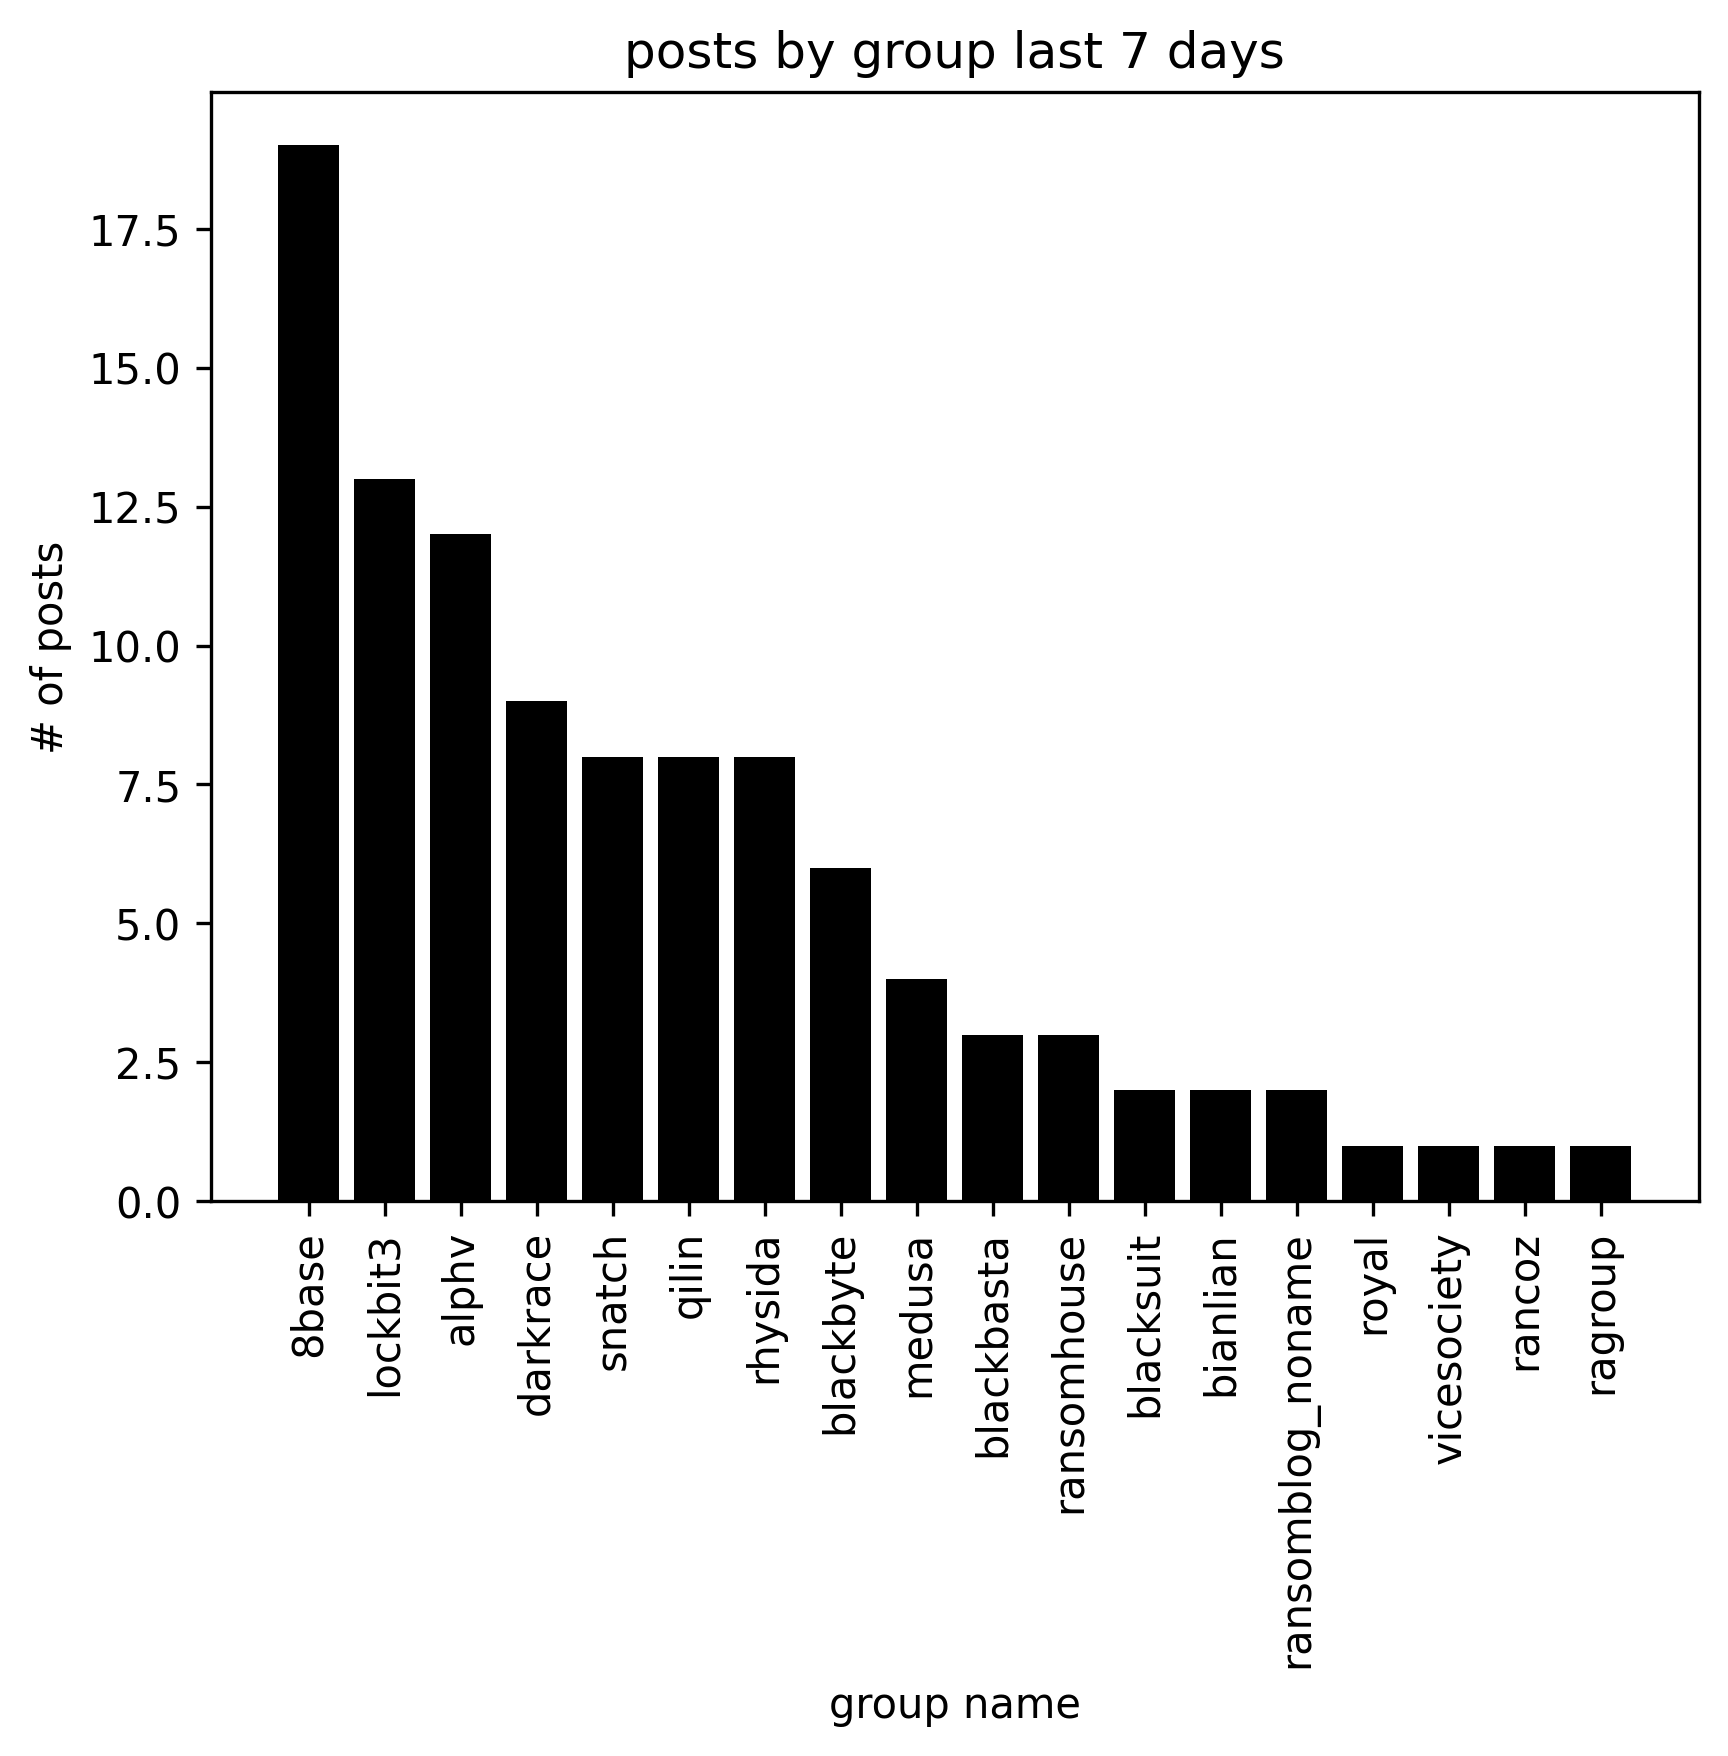 posts by group last 7 days
# of posts
17.5
15.0
12.5
10.0
7.5
5.0
2.5
0.0
8base
lockbit3
alphv
darkrace
snatch
qilin
rhysida
blackbyte
medusa
blackbasta
ransomhouse
blacksuit
bianlian
ransomblog_noname
royal
vicesociety
rancoz
ragroup
group name